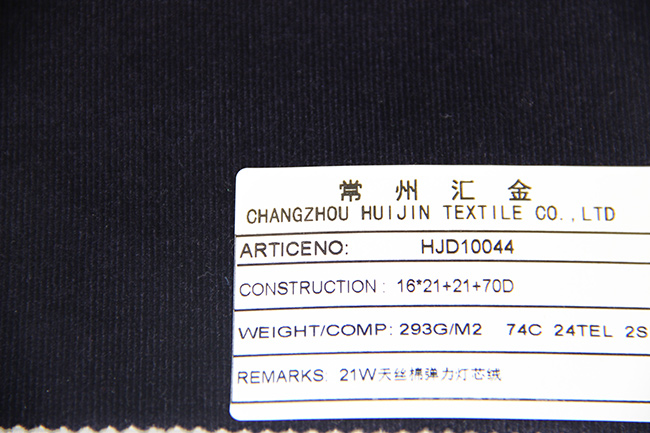 常州汇金
CHANGZHOU HUIJIN TEXTILE CO.,LTD
ARTICENO: HJD10044
CONSTRUCTION : 16*21+21+70D
WEIGHT/COMP: 293G/M2 74C 24TEL 2S
REMARKS: 21W天丝棉弹力灯芯绒